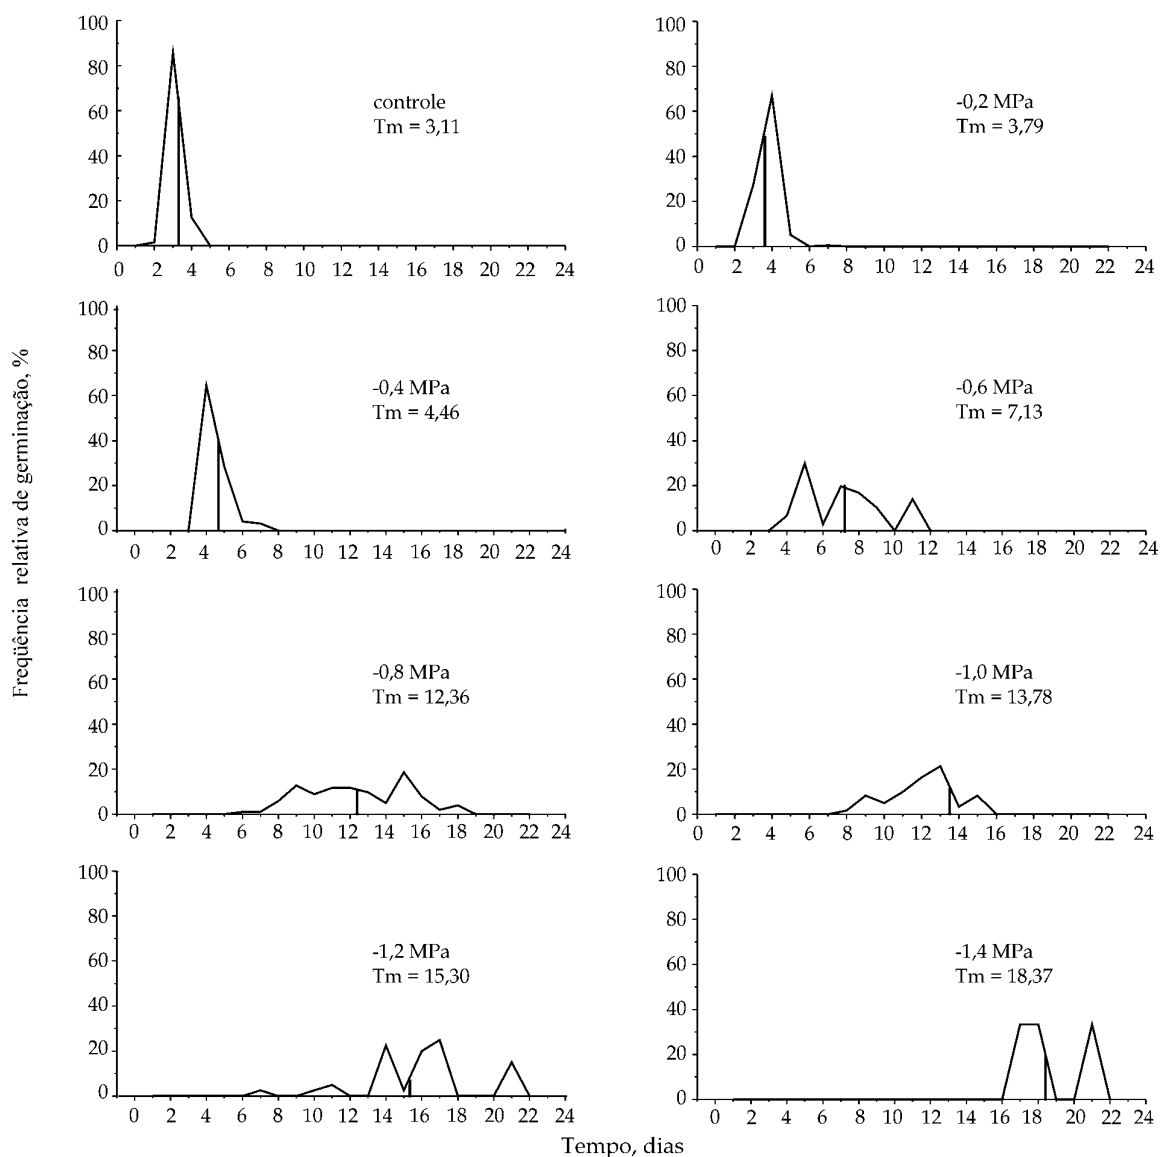 Freqüência relativa de germinação, %
100
80
60
40
20
0
controle
Tm = 3,11
0 2 4 6 8 10 12 14 16 18 20 22 24
100
80
60
40
20
0
-0,2 MPa
Tm = 3,79
0 2 4 6 8 10 12 14 16 18 20 22 24
100
80
60
40
20
0
-0,4 MPa
Tm = 4,46
0 2 4 6 8 10 12 14 16 18 20 22 24
100
80
60
40
20
0
-0,6 MPa
Tm = 7,13
0 2 4 6 8 10 12 14 16 18 20 22 24
100
80
60
40
20
0
-0,8 MPa
Tm = 12,36
0 2 4 6 8 10 12 14 16 18 20 22 24
100
80
60
40
20
0
-1,0 MPa
Tm = 13,78
0 2 4 6 8 10 12 14 16 18 20 22 24
100
80
60
40
20
0
-1,2 MPa
Tm = 15,30
0 2 4 6 8 10 12 14 16 18 20 22 24
100
80
60
40
20
0
-1,4 MPa
Tm = 18,37
0 2 4 6 8 10 12 14 16 18 20 22 24
Tempo, dias